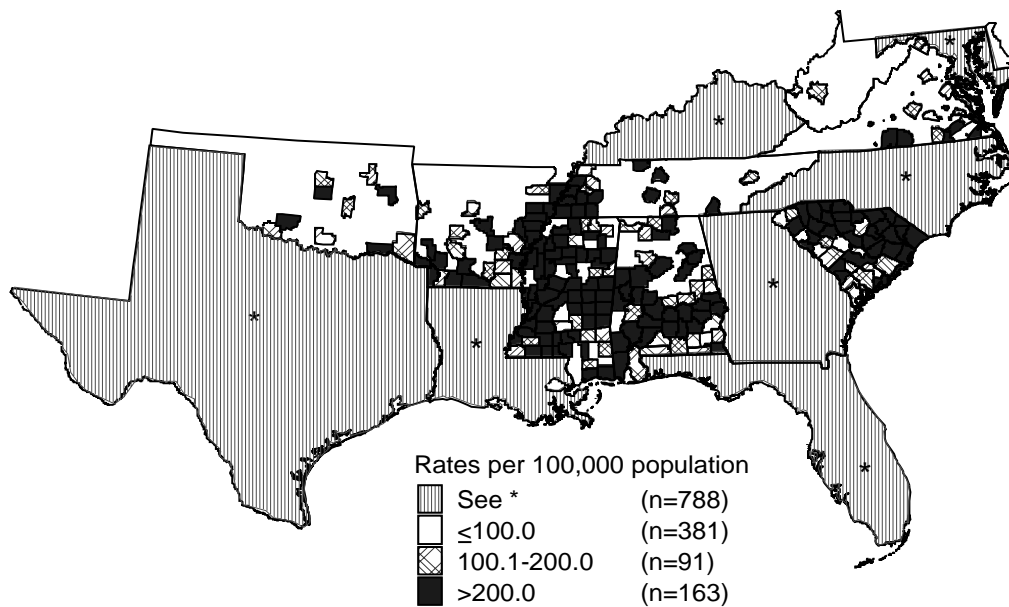 *
*
*
*
*
*
*
Rates per 100,000 population
See * (n=788)
≤100.0 (n=381)
100.1-200.0 (n=91)
>200.0 (n=163)